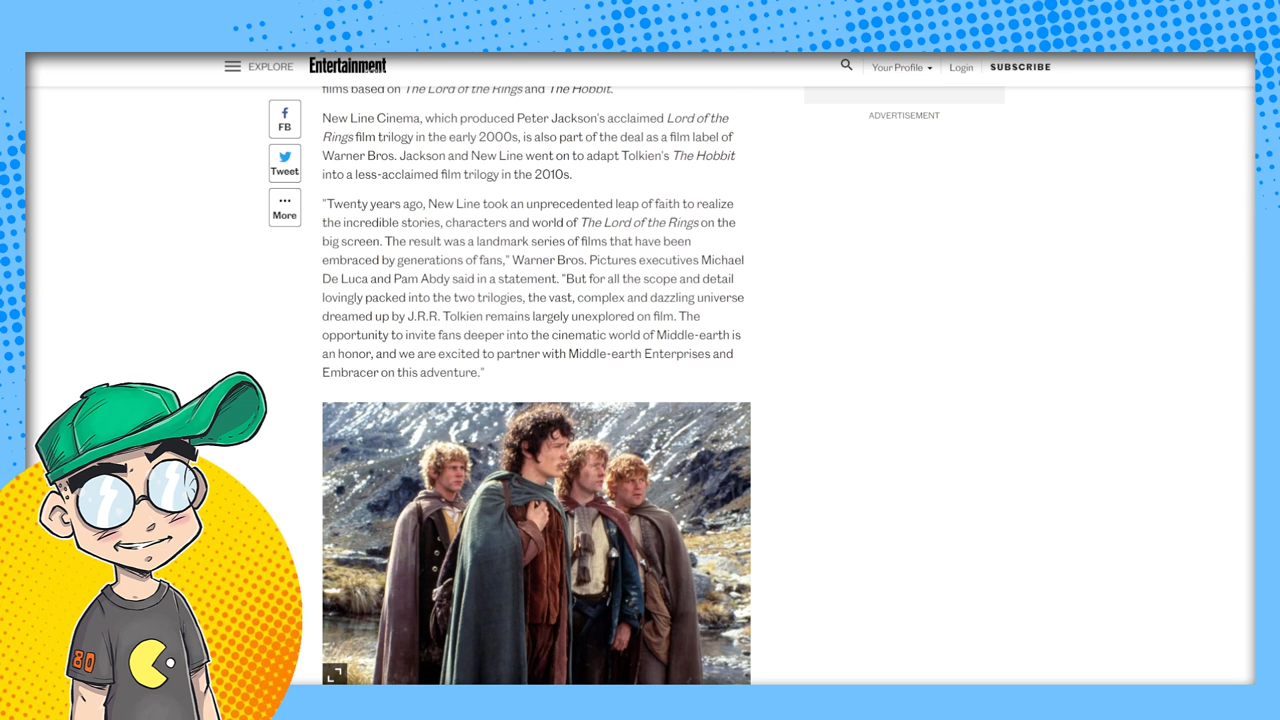 EXPLORE
Entertainment
Your Profile
Login
SUBSCRIBE
films based on The Lord of the Rings and The Hobbit.
FB
Tweet
More
New Line Cinema, which produced Peter Jackson's acclaimed Lord of the
Rings film trilogy in the early 2000s, is also part of the deal as a film label of
Warner Bros. Jackson and New Line went on to adapt Tolkien's The Hobbit
into a less-acclaimed film trilogy in the 2010s.
"Twenty years ago, New Line took an unprecedented leap of faith to realize
the incredible stories, characters and world of The Lord of the Rings on the
big screen. The result was a landmark series of films that have been
embraced by generations of fans," Warner Bros. Pictures executives Michael
De Luca and Pam Abdy said in a statement. "But for all the scope and detail
lovingly packed into the two trilogies, the vast, complex and dazzling universe
dreamed up by J.R.R. Tolkien remains largely unexplored on film. The
opportunity to invite fans deeper into the cinematic world of Middle-earth is
an honor, and we are excited to partner with Middle-earth Enterprises and
Embracer on this adventure."
ADVERTISEMENT
80